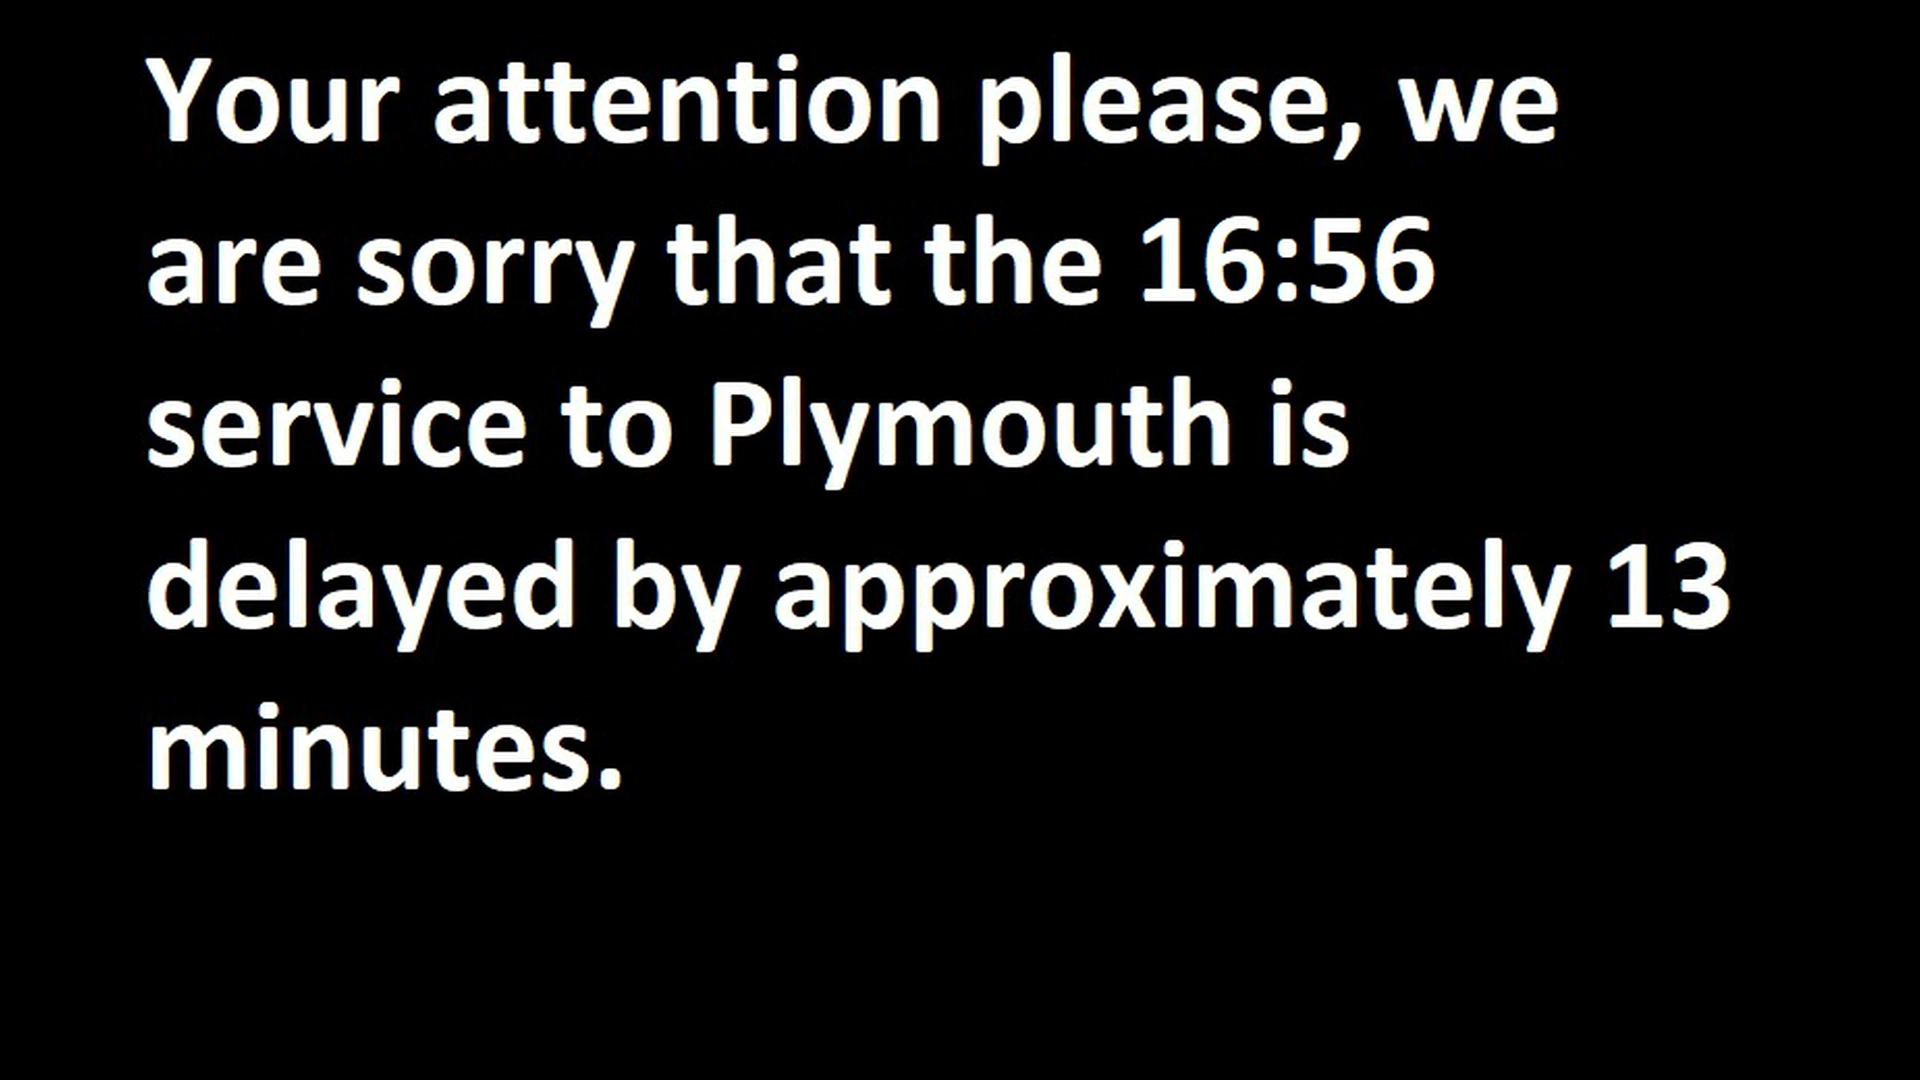 Your attention please, we
are sorry that the 16:56
service to Plymouth is
delayed by approximately 13
minutes.